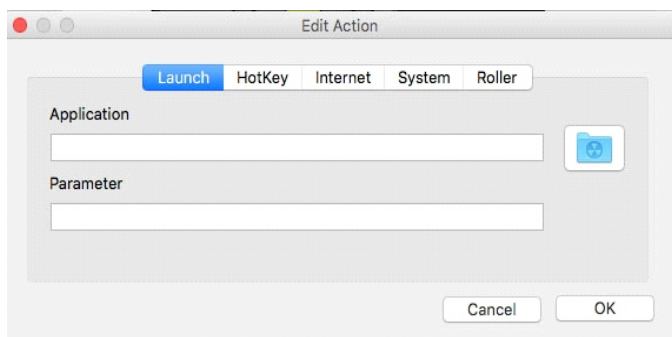 Edit Action
Launch HotKey Internet System Roller
Application
Parameter
Cancel OK